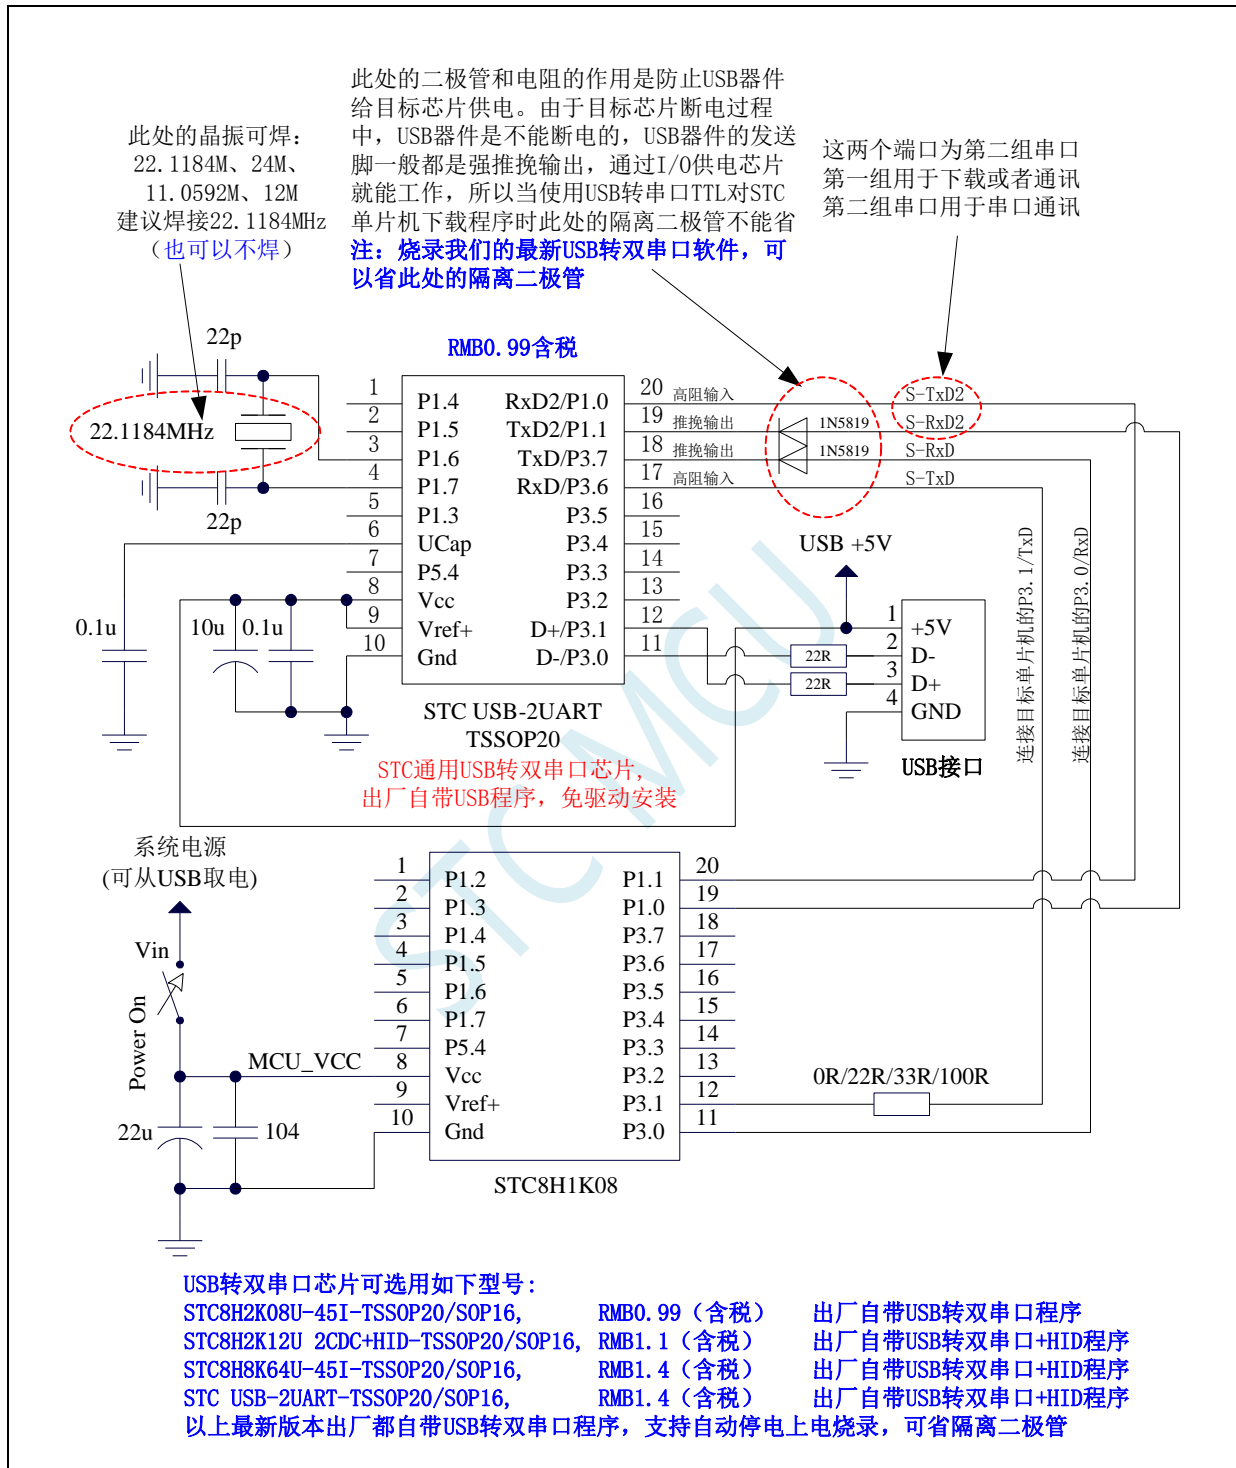 此处的晶振可焊：
22.1184M、24M、
11.0592M、12M
建议焊接22.1184MHz
（也可以不焊）
此处的二极管和电阻的作用是防止USB器件
给目标芯片供电。由于目标芯片断电过程
中，USB器件是不能断电的，USB器件的发送
脚一般都是强推挽输出，通过I/O供电芯片
就能工作，所以当使用USB转串口TTL对STC
单片机下载程序时此处的隔离二极管不能省
注：烧录我们的最新USB转双串口软件，可
以省此处的隔离二极管
这两个端口为第二组串口
第一组用于下载或者通讯
第二组串口用于串口通讯
22p
22.1184MHz
22p
RMB0.99含税
1 P1.4
2 P1.5
3 P1.6
4 P1.7
5 P1.3
6 UCap
7 P5.4
8 Vcc
9 Vref+
10 Gnd
RxD2/P1.0 20 高阻输入 S-TxD2
TxD2/P1.1 19 推挽输出 1N5819 S-RxD2
TxD/P3.7 18 推挽输出 1N5819 S-RxD
RxD/P3.6 17 高阻输入 S-TxD
P3.5 16
P3.4 15
P3.3 14
P3.2 13
D+/P3.1 12
D-/P3.0 11
0.1u
10u
0.1u
22R
22R
USB +5V
1 +5V
2 D-
3 D+
4 GND
USB接口
连接目标单片机的P3.1/TxD
连接目标单片机的P3.0/RxD
STC USB-2UART
TSSOP20
STC通用USB转双串口芯片，
出厂自带USB程序，免驱动安装
STC MCU
系统电源
(可从USB取电)
Vin
Power On
MCU_VCC
22u
104
1 P1.2
2 P1.3
3 P1.4
4 P1.5
5 P1.6
6 P1.7
7 P5.4
8 Vcc
9 Vref+
10 Gnd
P1.1 20
P1.0 19
P3.7 18
P3.6 17
P3.5 16
P3.4 15
P3.3 14
P3.2 13
P3.1 12
P3.0 11
0R/22R/33R/100R
STC8H1K08
USB转双串口芯片可选用如下型号：
STC8H2K08U-45I-TSSOP20/SOP16, RMB0.99（含税） 出厂自带USB转双串口程序
STC8H2K12U 2CDC+HID-TSSOP20/SOP16, RMB1.1（含税） 出厂自带USB转双串口+HID程序
STC8H8K64U-45I-TSSOP20/SOP16, RMB1.4（含税） 出厂自带USB转双串口+HID程序
STC USB-2UART-TSSOP20/SOP16, RMB1.4（含税） 出厂自带USB转双串口+HID程序
以上最新版本出厂都自带USB转双串口程序，支持自动停电上电烧录，可省隔离二极管